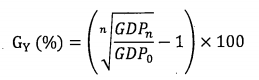 G_Y (%) = (ⁿ√(GDP_n / GDP_0) − 1) × 100